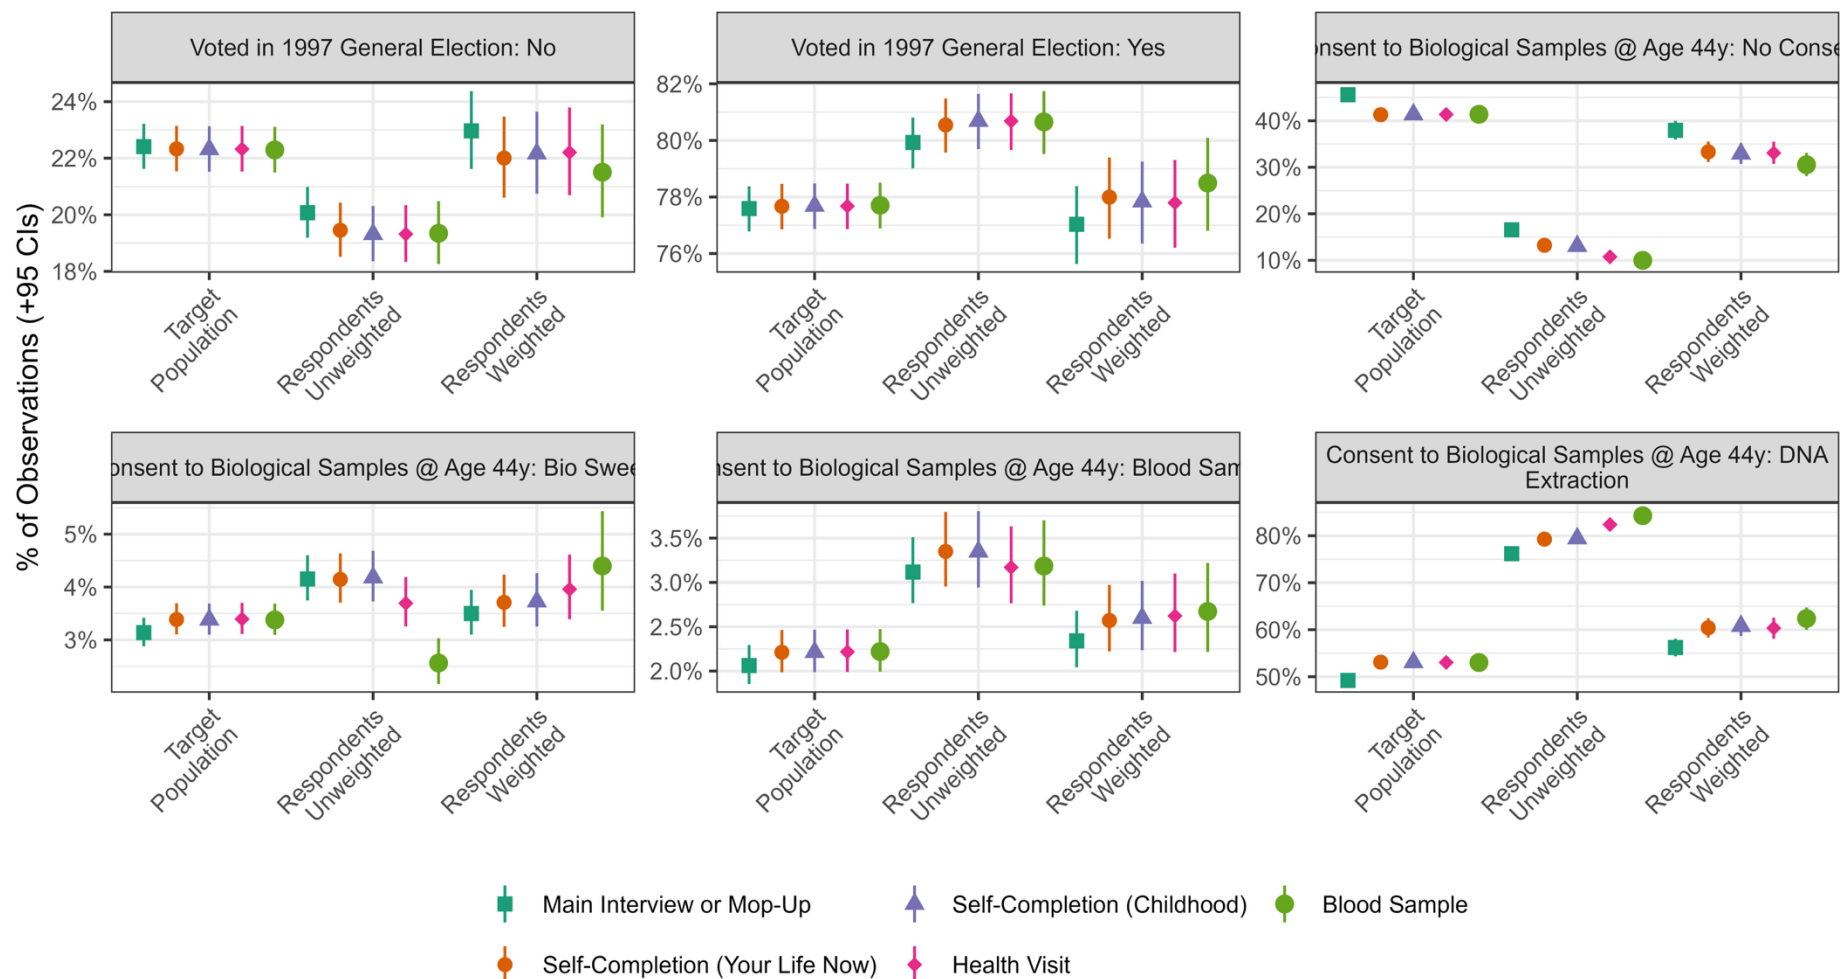 Voted in 1997 General Election: No
Voted in 1997 General Election: Yes
onsent to Biological Samples @ Age 44y: No Conse
24%
22%
20%
18%
82%
80%
78%
76%
40%
30%
20%
10%
Target
Population
Respondents
Unweighted
Respondents
Weighted
Target
Population
Respondents
Unweighted
Respondents
Weighted
Target
Population
Respondents
Unweighted
Respondents
Weighted
% of Observations (+95 CIs)
onsent to Biological Samples @ Age 44y: Bio Swee
nsent to Biological Samples @ Age 44y: Blood Sam
Consent to Biological Samples @ Age 44y: DNA
Extraction
5%
4%
3%
3.5%
3.0%
2.5%
2.0%
80%
70%
60%
50%
Target
Population
Respondents
Unweighted
Respondents
Weighted
Target
Population
Respondents
Unweighted
Respondents
Weighted
Target
Population
Respondents
Unweighted
Respondents
Weighted
Main Interview or Mop-Up
Self-Completion (Childhood)
Blood Sample
Self-Completion (Your Life Now)
Health Visit